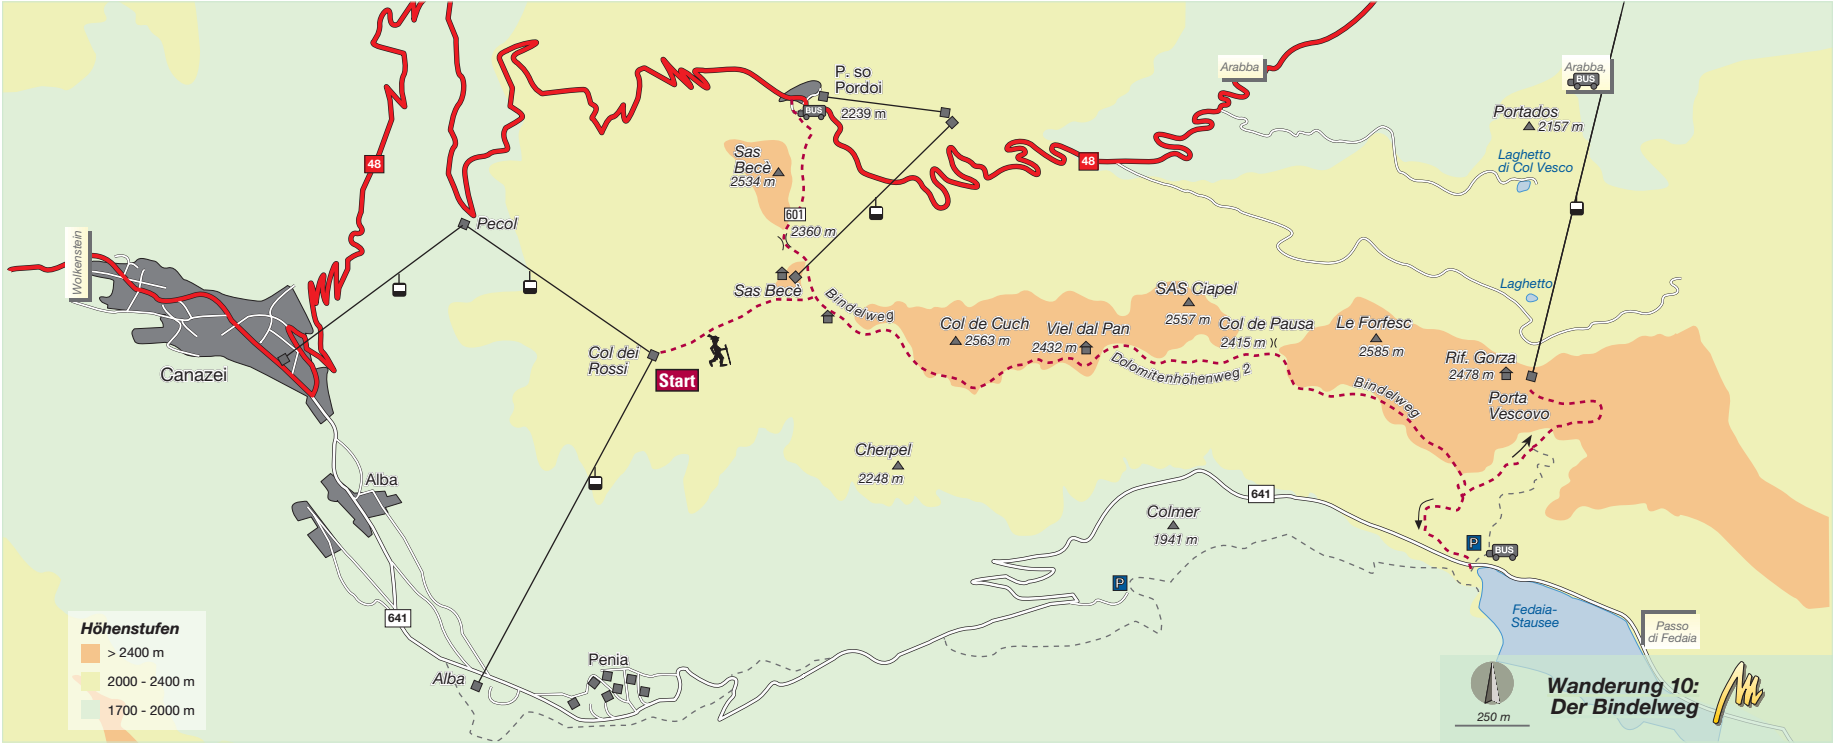 P. so
Pordoi
2239 m
BUS
Arabba
Arabba,
BUS
Portados
2157 m
Laghetto
di Col Vesco
48
48
Sas
Becè
2534 m
601
2360 m
Pecol
Wolkenstein
Sas Becè
Bindelweg
Laghetto
SAS Ciapel
2557 m
Col de Cuch
2563 m
Viel dal Pan
2432 m
Col de Pausa
2415 m
Le Forfesc
2585 m
Rif. Gorza
2478 m
Porta
Vescovo
Dolomitenhöhenweg 2
Bindelweg
Col dei
Rossi
Start
Canazei
Cherpel
2248 m
Alba
641
Colmer
1941 m
P
BUS
P
641
Fedaia-
Stausee
Passo
di Fedaia
Penia
Alba
Höhenstufen
> 2400 m
2000 - 2400 m
1700 - 2000 m
250 m
Wanderung 10:
Der Bindelweg